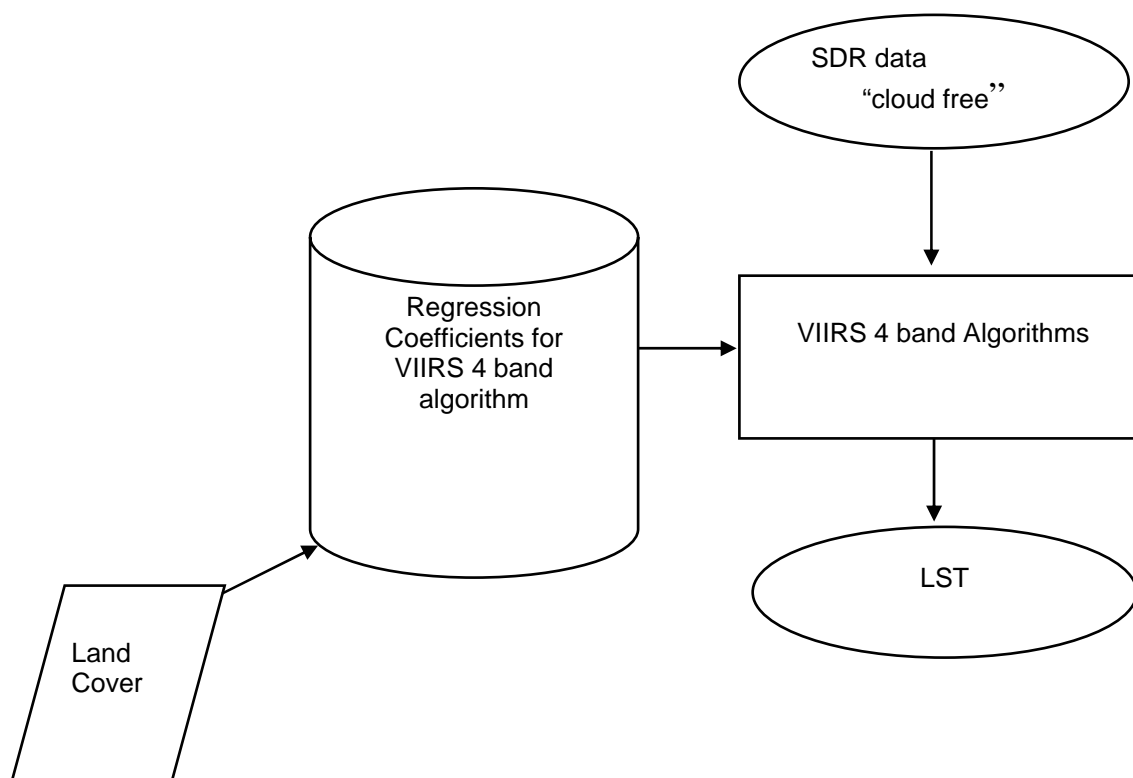 SDR data
“cloud free”
Regression
Coefficients for
VIIRS 4 band
algorithm
VIIRS 4 band Algorithms
LST
Land
Cover